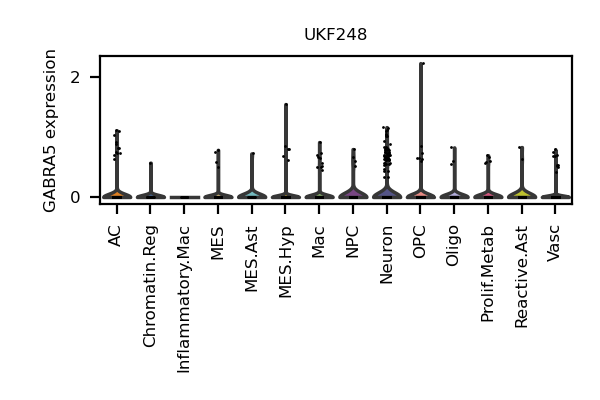 UKF248
GABRA5 expression
2
0
AC
Chromatin.Reg
Inflammatory.Mac
MES
MES.Ast
MES.Hyp
Mac
NPC
Neuron
OPC
Oligo
Prolif.Metab
Reactive.Ast
Vasc